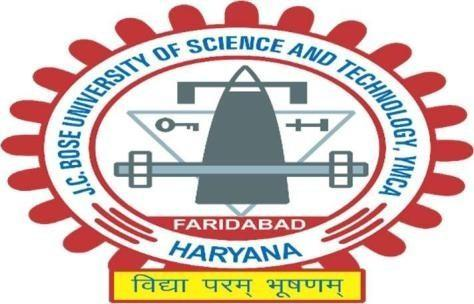 J.C. BOSE UNIVERSITY OF SCIENCE AND TECHNOLOGY, YMCA
FARIDABAD
HARYANA
विद्या परम् भूषणम्